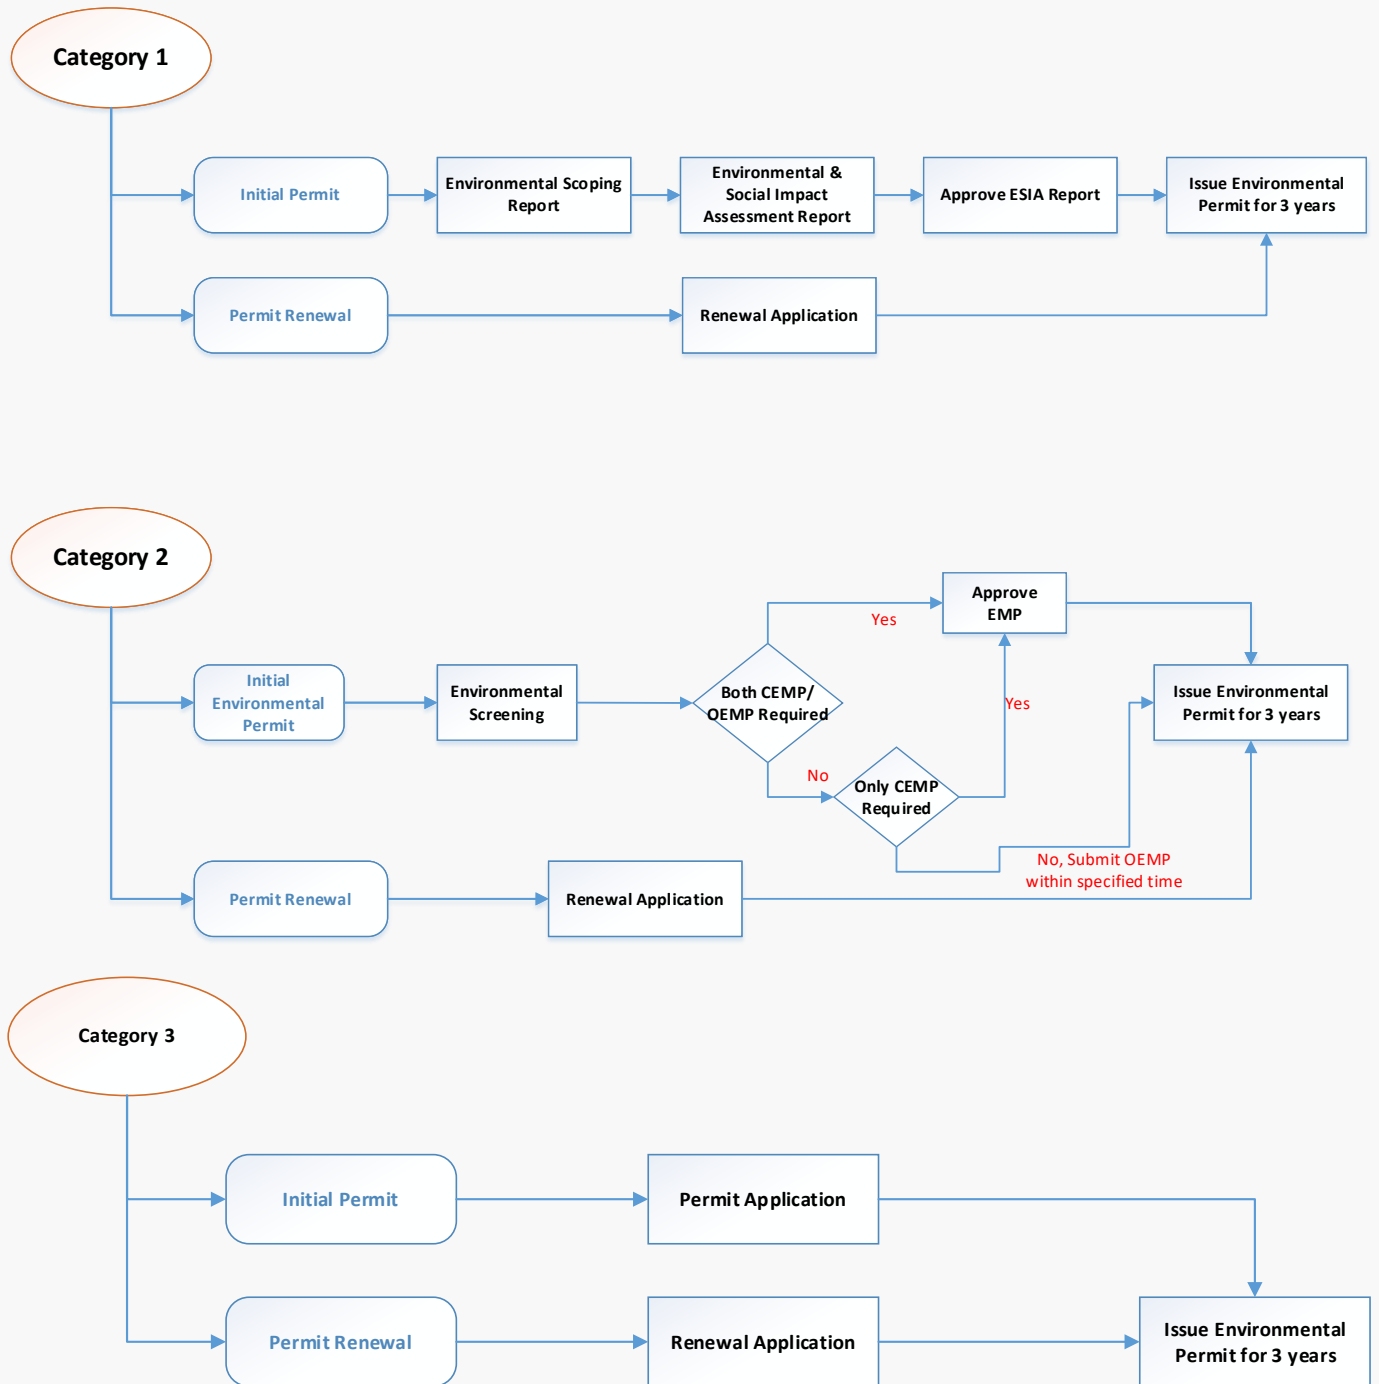 Category 1
Initial Permit
Environmental Scoping
Report
Environmental &
Social Impact
Assessment Report
Approve ESIA Report
Issue Environmental
Permit for 3 years
Permit Renewal
Renewal Application
Category 2
Initial
Environmental
Permit
Environmental
Screening
Both CEMP/
OEMP Required
Yes
Approve
EMP
No
Only CEMP
Required
Yes
No, Submit OEMP
within specified time
Issue Environmental
Permit for 3 years
Permit Renewal
Renewal Application
Category 3
Initial Permit
Permit Application
Permit Renewal
Renewal Application
Issue Environmental
Permit for 3 years